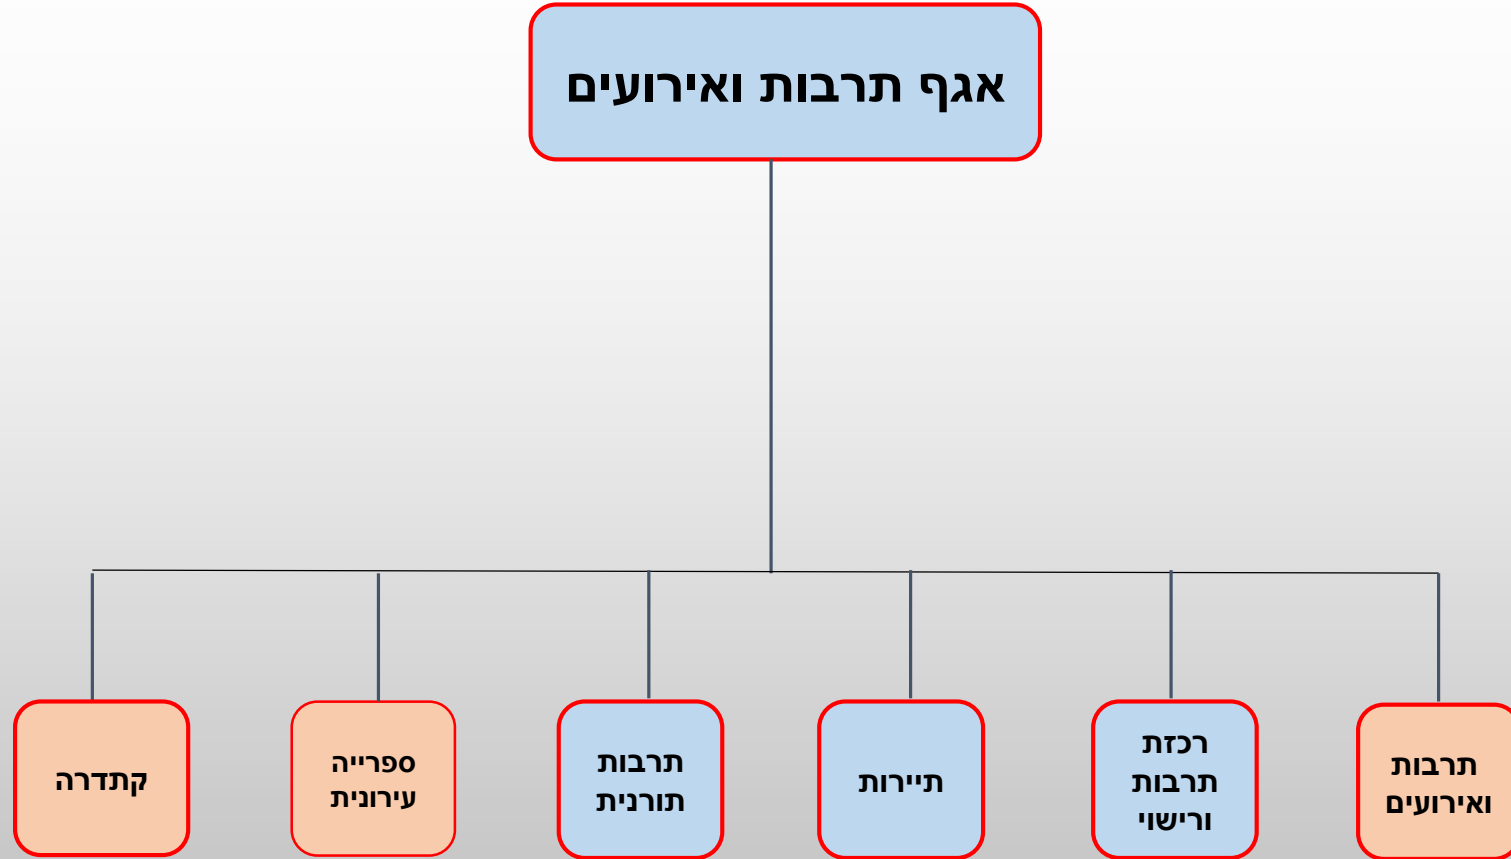 אגף תרבות ואירועים
תרבות
ואירועים
רכזת
תרבות
ורישוי
תיירות
תרבות
תורנית
ספרייה
עירונית
קתדרה